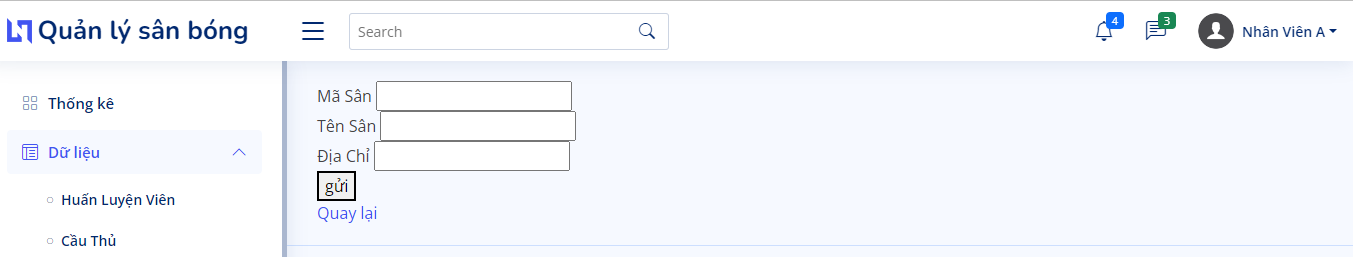 Quản lý sân bóng
Search
4
3
Nhân Viên A
Thống kê
Dữ liệu
Huấn Luyện Viên
Cầu Thủ
Mã Sân
Tên Sân
Địa Chỉ
gửi
Quay lại